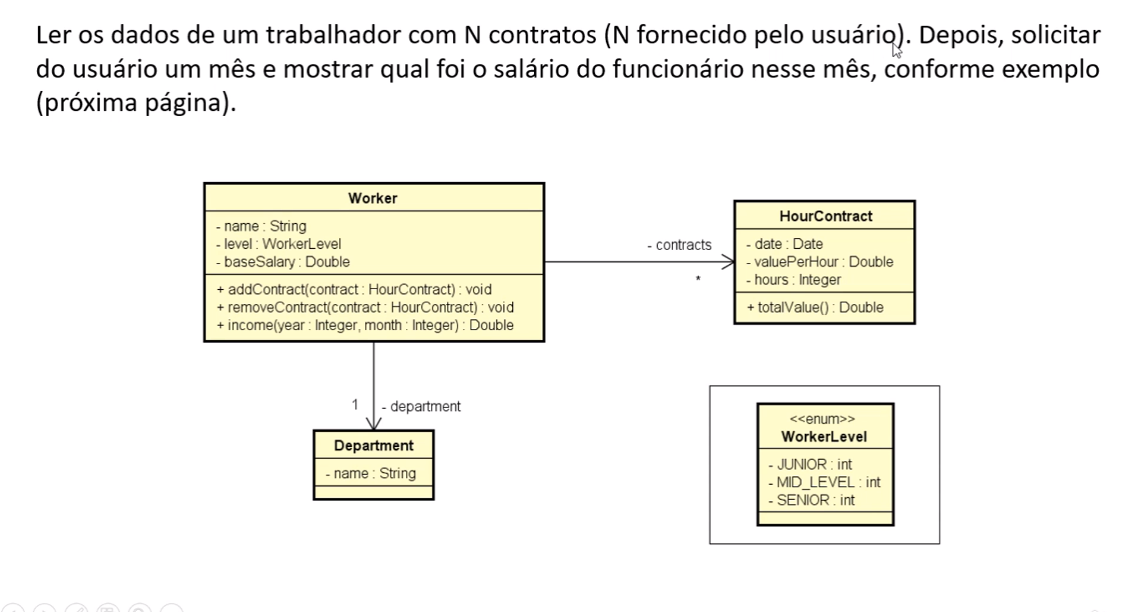 Ler os dados de um trabalhador com N contratos (N fornecido pelo usuário). Depois, solicitar
do usuário um mês e mostrar qual foi o salário do funcionário nesse mês, conforme exemplo
(próxima página).
Worker
- name : String
- level : WorkerLevel
- baseSalary : Double
+ addContract(contract : HourContract) : void
+ removeContract(contract : HourContract) : void
+ income(year : Integer, month : Integer) : Double
- contracts
*
HourContract
- date : Date
- valuePerHour : Double
- hours : Integer
+ totalValue() : Double
1
- department
Department
- name : String
<<enum>>
WorkerLevel
- JUNIOR : int
- MID_LEVEL : int
- SENIOR : int